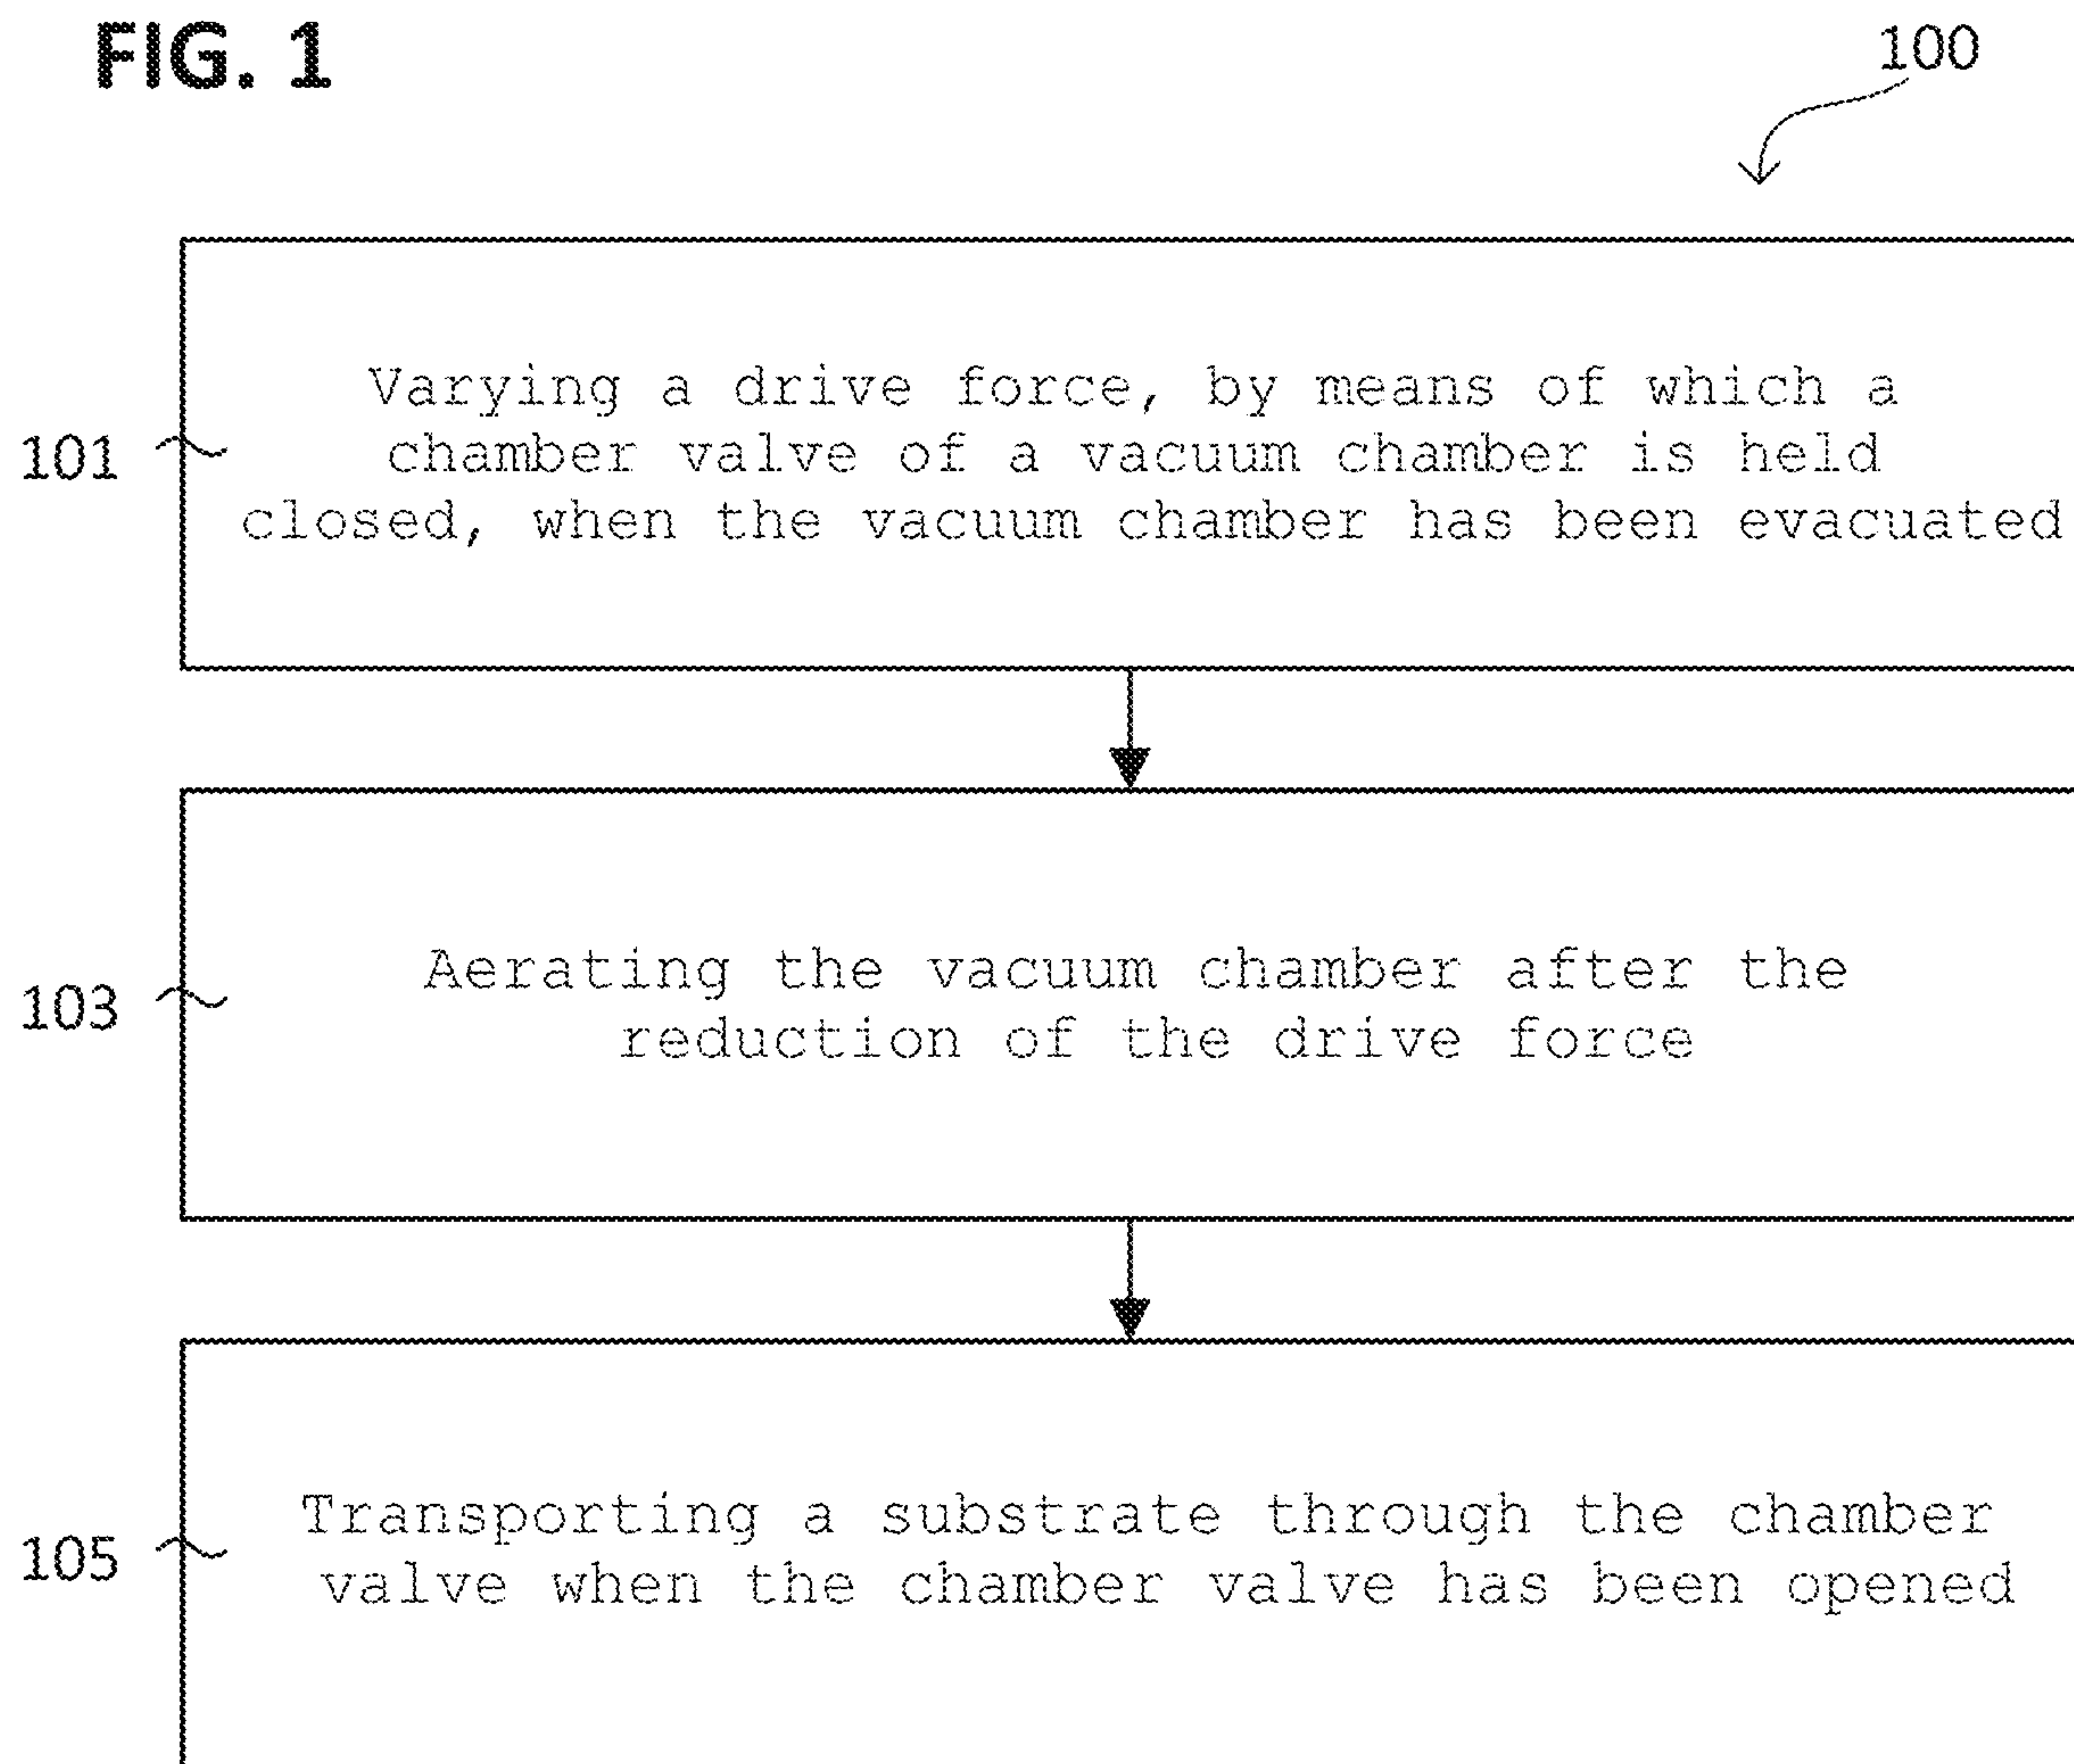 FIG. 1
100
101
Varying a drive force, by means of which a
chamber valve of a vacuum chamber is held
closed, when the vacuum chamber has been evacuated
103
Aerating the vacuum chamber after the
reduction of the drive force
105
Transporting a substrate through the chamber
valve when the chamber valve has been opened